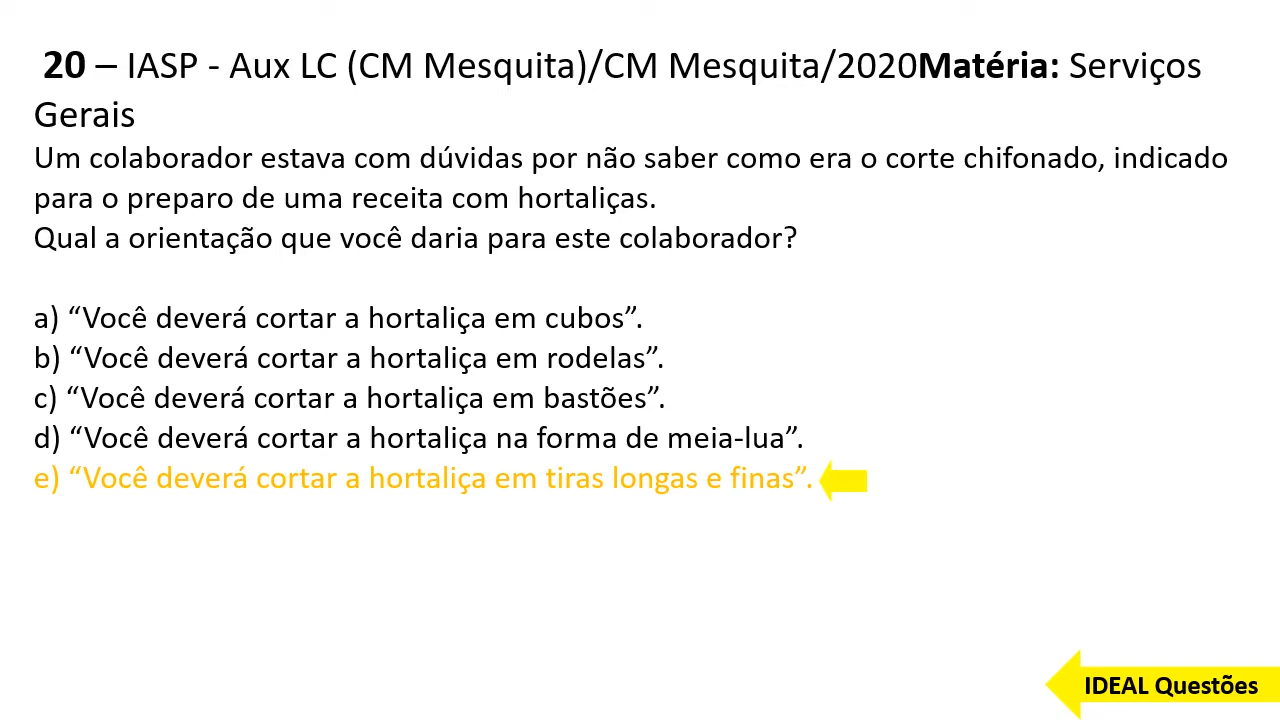 20 – IASP - Aux LC (CM Mesquita)/CM Mesquita/2020Matéria: Serviços
Gerais
Um colaborador estava com dúvidas por não saber como era o corte chifonado, indicado
para o preparo de uma receita com hortaliças.
Qual a orientação que você daria para este colaborador?
a) “Você deverá cortar a hortaliça em cubos”.
b) “Você deverá cortar a hortaliça em rodelas”.
c) “Você deverá cortar a hortaliça em bastões”.
d) “Você deverá cortar a hortaliça na forma de meia-lua”.
e) “Você deverá cortar a hortaliça em tiras longas e finas”.
IDEAL Questões